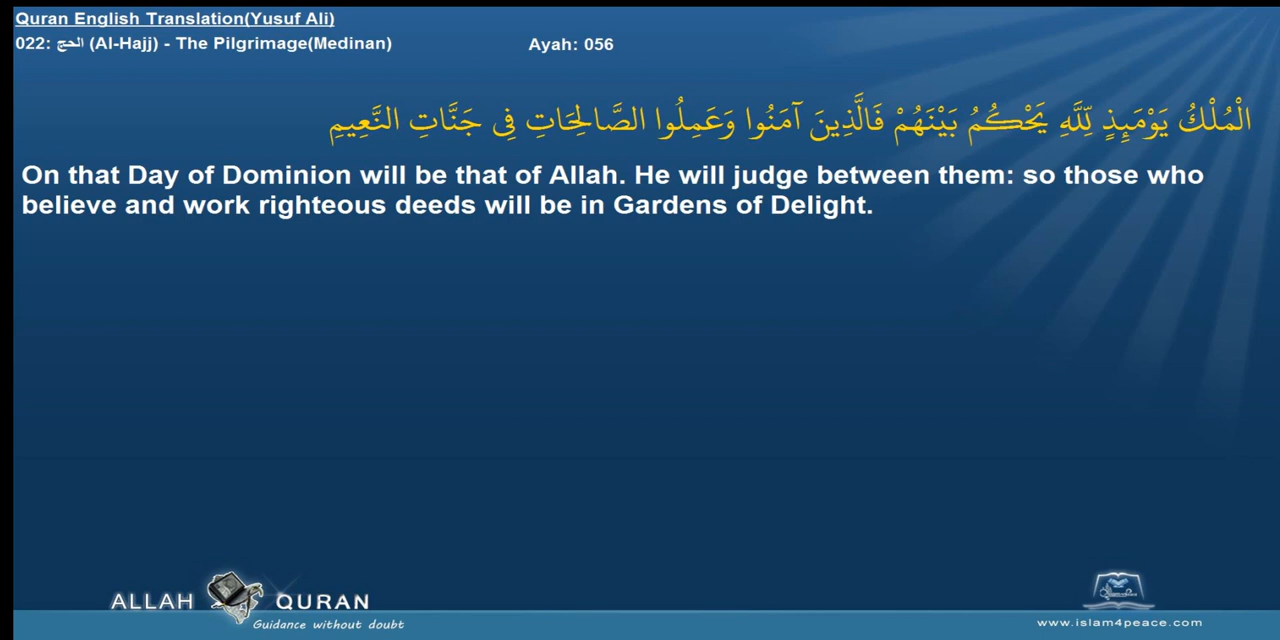 Quran English Translation(Yusuf Ali)
022: الحج (Al-Hajj) - The Pilgrimage(Medinan) Ayah: 056
الْمُلْكُ يَوْمَئِذٍ لِّلَّهِ يَحْكُمُ بَيْنَهُمْ فَالَّذِينَ آمَنُوا وَعَمِلُوا الصَّالِحَاتِ فِي جَنَّاتِ النَّعِيمِ
On that Day of Dominion will be that of Allah. He will judge between them: so those who
believe and work righteous deeds will be in Gardens of Delight.
ALLAH QURAN
Guidance without doubt
www.islam4peace.com